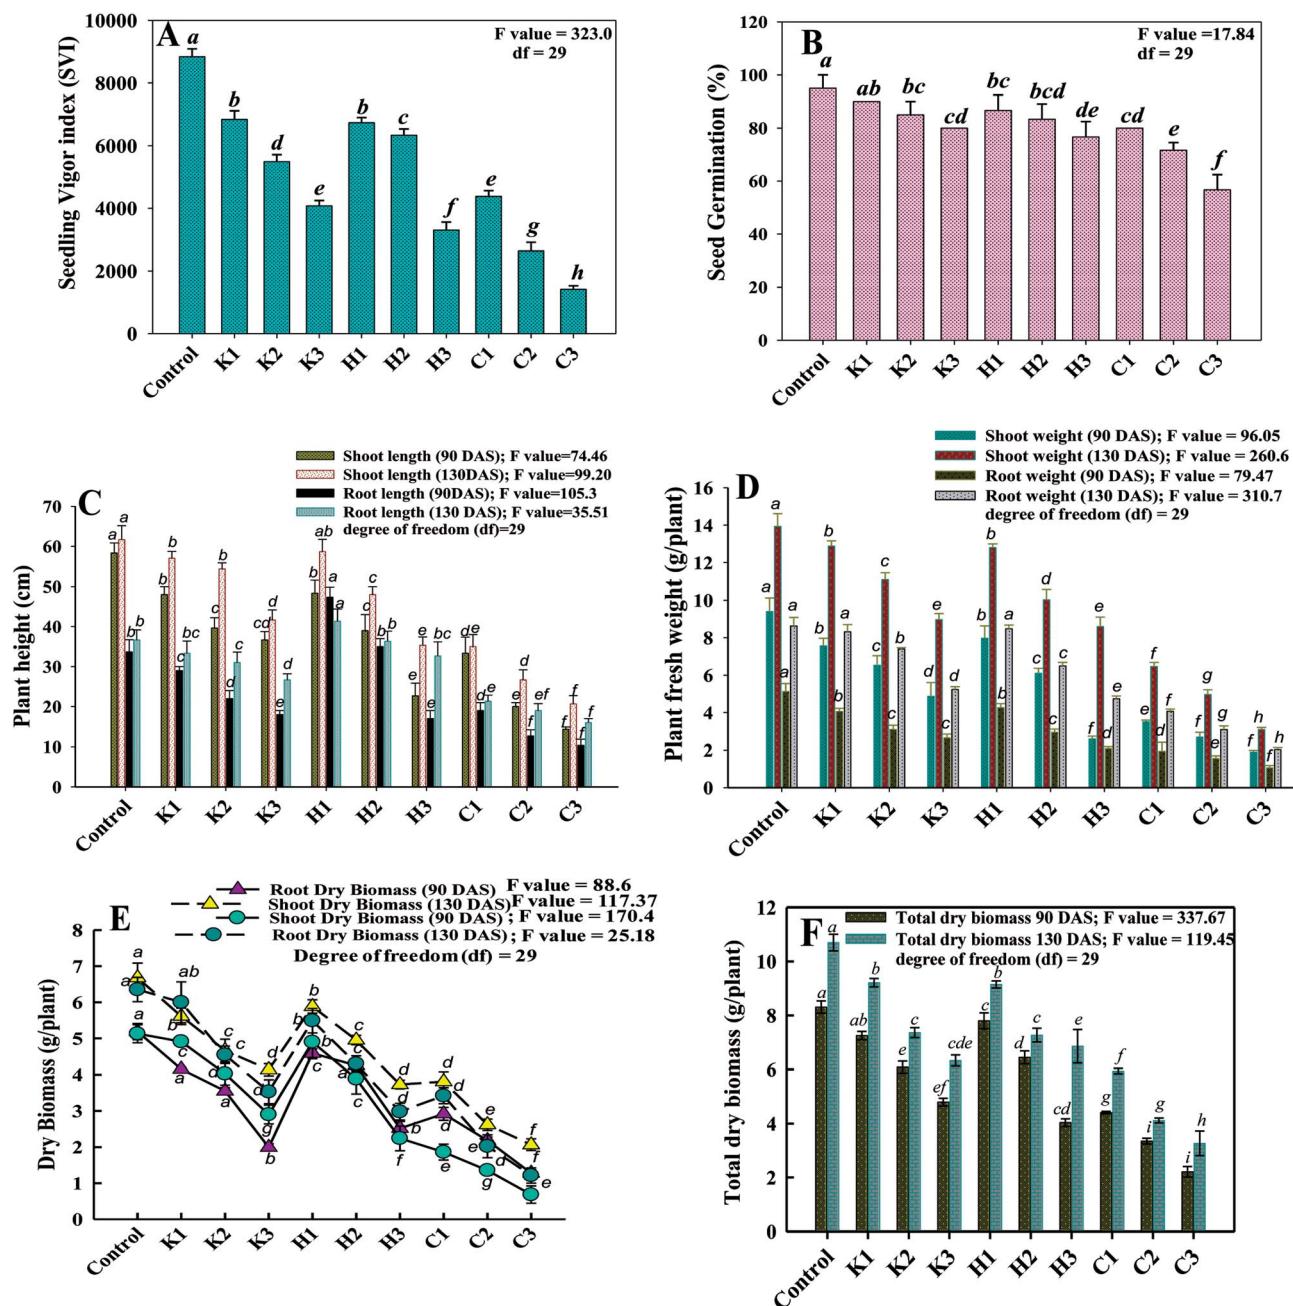 A
F value = 323.0
df = 29
Seedling Vigor index (SVI)
10000
8000
6000
4000
2000
0
a
b
d
e
b
c
f
e
g
h
Control K1 K2 K3 H1 H2 H3 C1 C2 C3
B
F value =17.84
df = 29
Seed Germination (%)
120
100
80
60
40
20
0
a
ab
bc
cd
bc
bcd
de
cd
e
f
Control K1 K2 K3 H1 H2 H3 C1 C2 C3
C
Shoot length (90 DAS); F value=74.46
Shoot length (130DAS); F value=99.20
Root length (90DAS); F value=105.3
Root length (130 DAS); F value=35.51
degree of freedom (df)=29
Plant height (cm)
70
60
50
40
30
20
10
0
a a b b
b b c bc
c b d d
cd c e d
b ab a a
c c b b
e e e bc
d d d e
e e f ef
f f f f
Control K1 K2 K3 H1 H2 H3 C1 C2 C3
D
Shoot weight (90 DAS); F value = 96.05
Shoot weight (130 DAS); F value = 260.6
Root weight (90 DAS); F value = 79.47
Root weight (130 DAS); F value = 310.7
degree of freedom (df) = 29
Plant fresh weight (g/plant)
16
14
12
10
8
6
4
2
0
a a a a
b b b a
c c c b
d e c d
b b b a
c d c c
f e d d
e f d f
f g e g
f h f h
Control K1 K2 K3 H1 H2 H3 C1 C2 C3
E
Root Dry Biomass (90 DAS) F value = 88.6
Shoot Dry Biomass (130 DAS) F value = 117.37
Shoot Dry Biomass (90 DAS) ; F value = 170.4
Root Dry Biomass (130 DAS) ; F value = 25.18
Degree of freedom (df) = 29
Dry Biomass (g/plant)
8
7
6
5
4
3
2
1
0
a a a
ab b c a
c c d a
d d g b
b b b c
c c a c
d d b f
d d d e
e e d g
f f e
Control K1 K2 K3 H1 H2 H3 C1 C2 C3
F
Total dry biomass 90 DAS; F value = 337.67
Total dry biomass 130 DAS; F value = 119.45
degree of freedom (df) = 29
Total dry biomass (g/plant)
12
10
8
6
4
2
0
a a
ab b
e c
ef cde
c b
d c
cd e
g f
i g
i h
Control K1 K2 K3 H1 H2 H3 C1 C2 C3